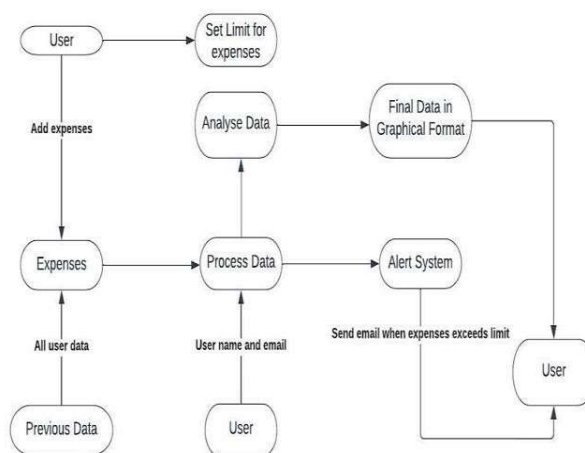 User
Set Limit for
expenses
Add expenses
Analyse Data
Final Data in
Graphical Format
Expenses
Process Data
Alert System
All user data
User name and email
Send email when expenses exceeds limit
User
Previous Data
User